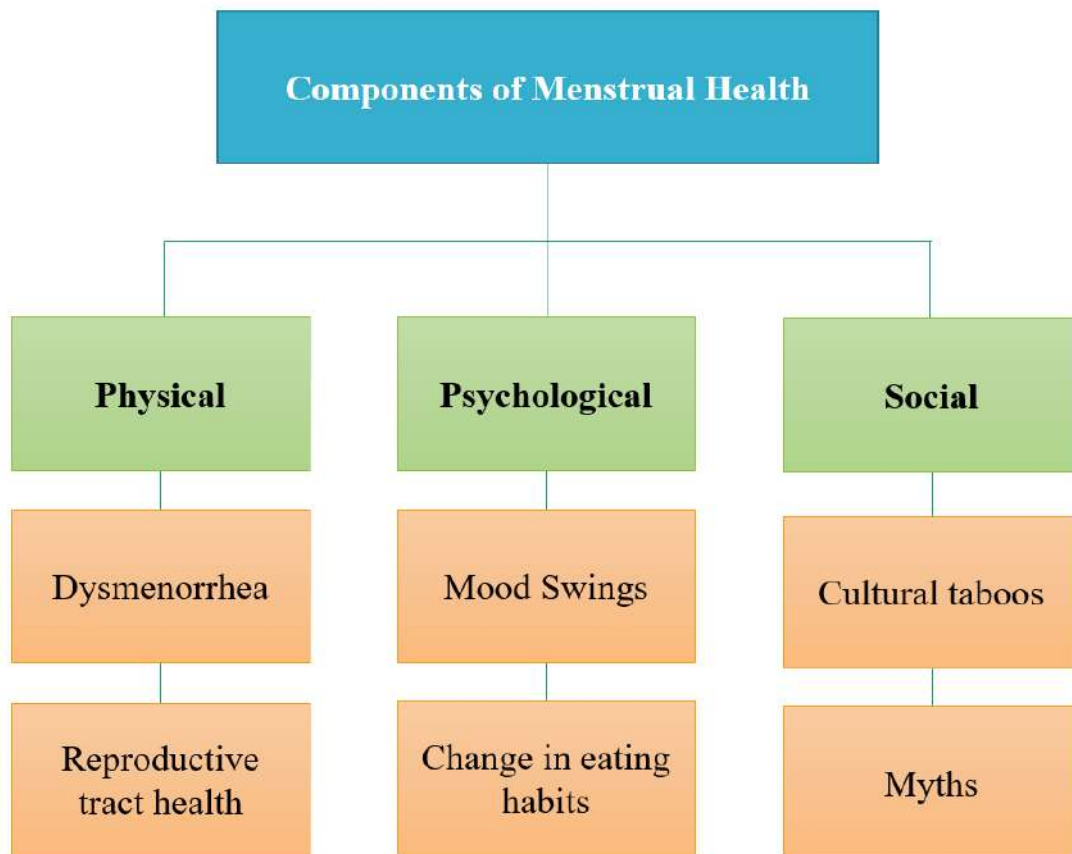 Components of Menstrual Health
Physical
Psychological
Social
Dysmenorrhea
Mood Swings
Cultural taboos
Reproductive
tract health
Change in eating
habits
Myths